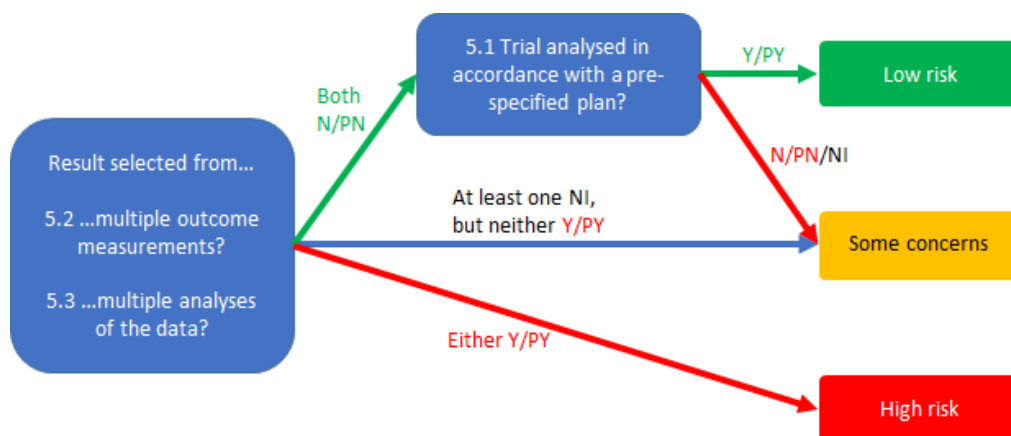 Result selected from...
5.2 ...multiple outcome
measurements?
5.3 ...multiple analyses
of the data?
Both
N/PN
5.1 Trial analysed in
accordance with a pre-
specified plan?
Y/PY
Low risk
N/PN/NI
At least one NI,
but neither Y/PY
Some concerns
Either Y/PY
High risk